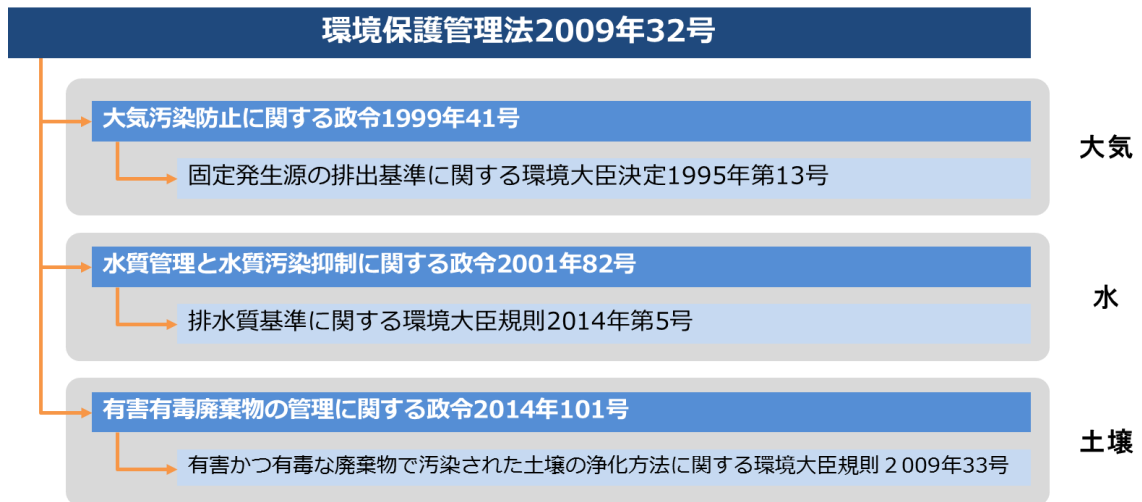 環境保護管理法2009年32号
大気汚染防止に関する政令1999年41号
固定発生源の排出基準に関する環境大臣決定1995年第13号
大気
水質管理と水質汚染抑制に関する政令2001年82号
排水質基準に関する環境大臣規則2014年第5号
水
有害有毒廃棄物の管理に関する政令2014年101号
有害かつ有毒な廃棄物で汚染された土壌の浄化方法に関する環境大臣規則２009年33号
土壌